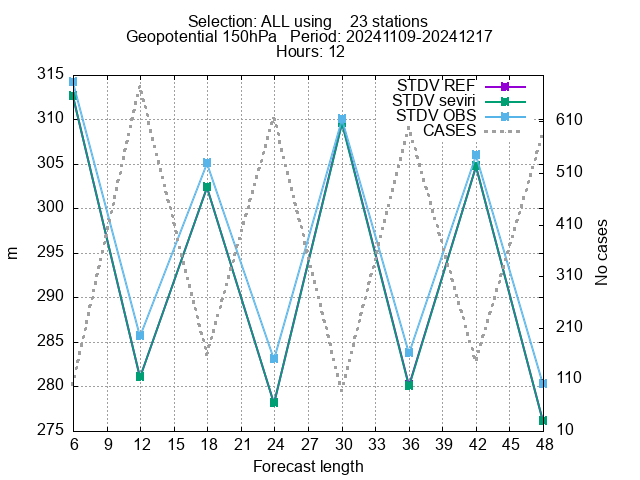 Selection: ALL using    23 stations
Geopotential 150hPa   Period: 20241109-20241217
Hours: 12
STDV REF
STDV seviri
STDV OBS
CASES
315
310
305
300
295
290
285
280
275
m
610
510
410
310
210
110
10
No cases
6 9 12 15 18 21 24 27 30 33 36 39 42 45 48
Forecast length